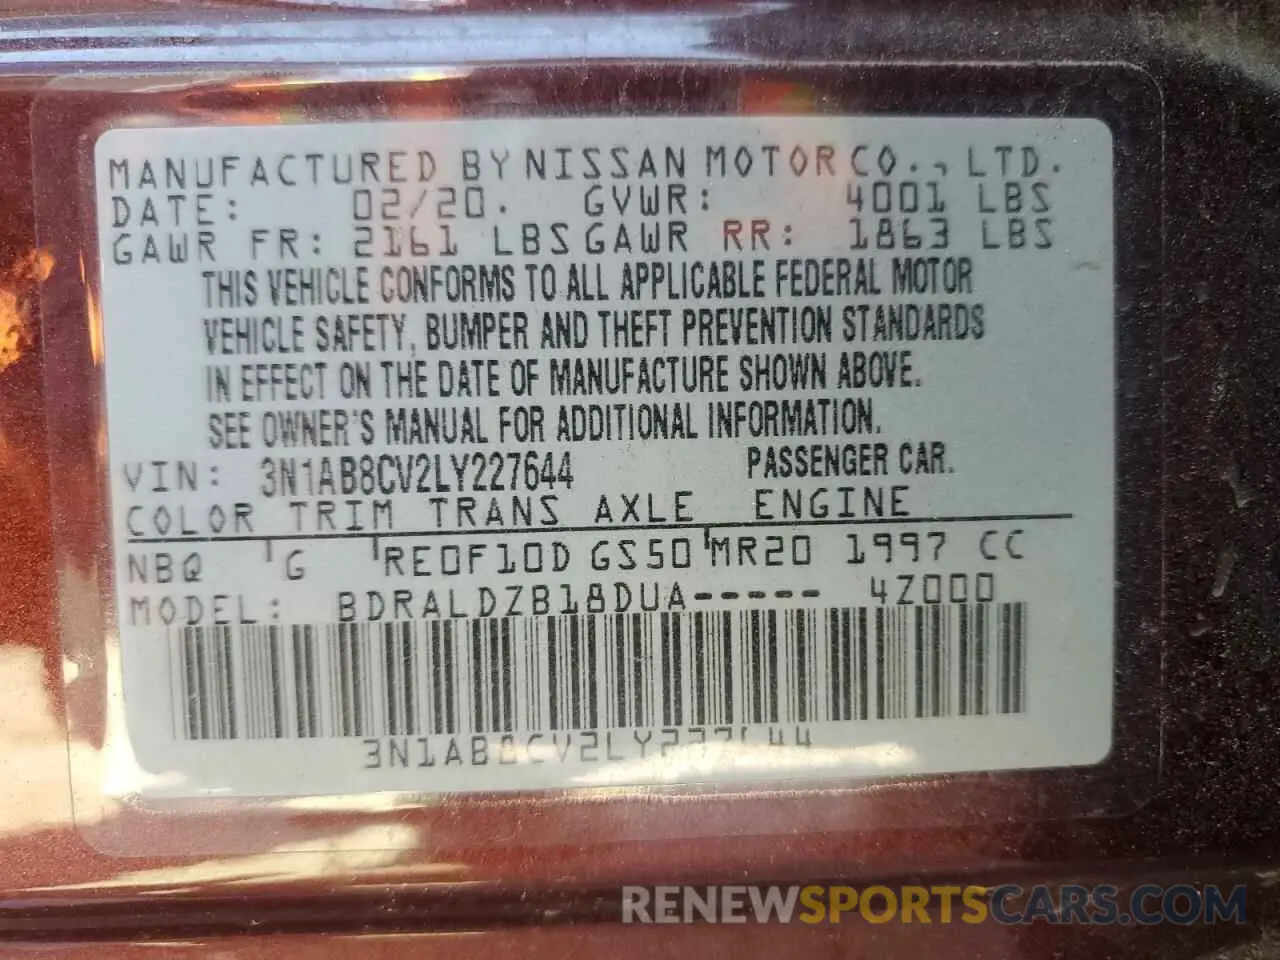 MANUFACTURED BY NISSAN MOTOR CO., LTD.
DATE: 02/20. GVWR: 4001 LBS
GAWR FR: 2161 LBS GAWR RR: 1863 LBS
THIS VEHICLE CONFORMS TO ALL APPLICABLE FEDERAL MOTOR
VEHICLE SAFETY, BUMPER AND THEFT PREVENTION STANDARDS
IN EFFECT ON THE DATE OF MANUFACTURE SHOWN ABOVE.
SEE OWNER'S MANUAL FOR ADDITIONAL INFORMATION.
VIN: 3N1AB8CV2LY227644 PASSENGER CAR.
COLOR TRIM TRANS AXLE ENGINE
NBQ G RE0F10D GS50 MR20 1997 CC
MODEL: BDRALDZB18DUA----- 4Z000
3N1AB8CV2LY227644
RENEWSPORTSCARS.COM